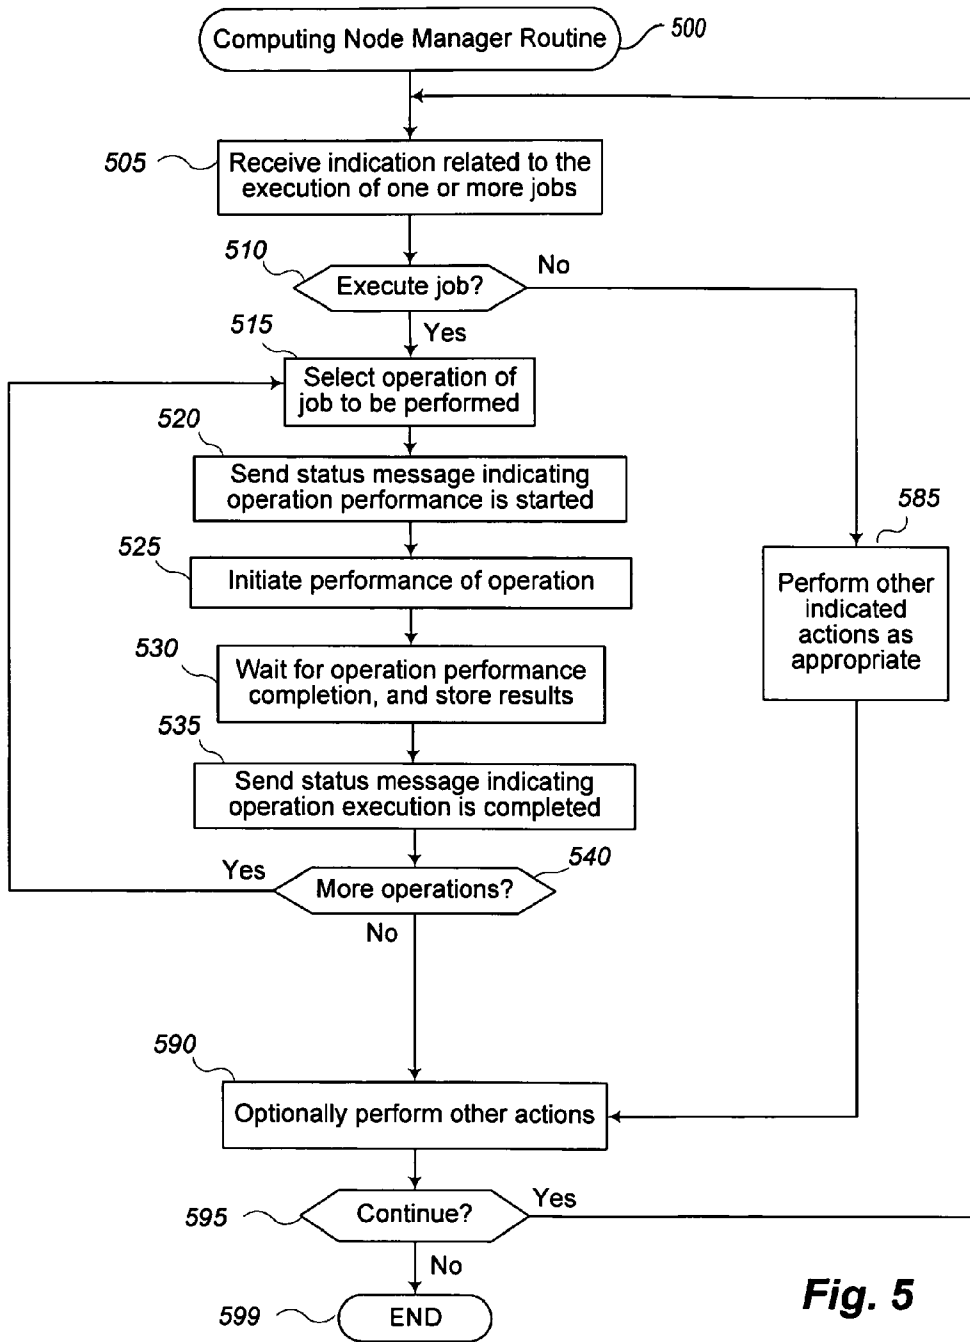 Computing Node Manager Routine
500
505
Receive indication related to the
execution of one or more jobs
510
Execute job?
No
Yes
515
Select operation of
job to be performed
520
Send status message indicating
operation performance is started
525
Initiate performance of operation
585
Perform other
indicated
actions as
appropriate
530
Wait for operation performance
completion, and store results
535
Send status message indicating
operation execution is completed
540
Yes
More operations?
No
590
Optionally perform other actions
595
Continue?
Yes
No
599
END
Fig. 5